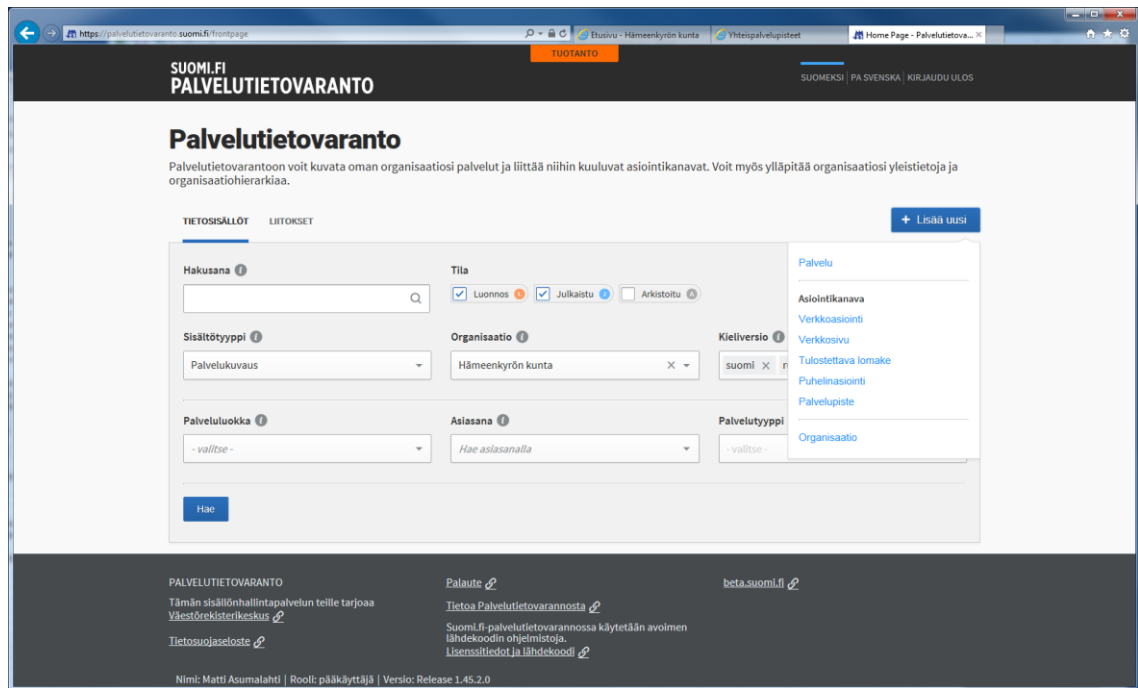 https://palvelutietovaranto.suomi.fi/frontpage
Etusivu - Hämeenkyrön kunta
Yhteispalvelupisteet
Home Page - Palvelutietova...
TUOTANTO
SUOMI.FI
PALVELUTIETOVARANTO
SUOMEKSI | PÅ SVENSKA | KIRJAUDU ULOS
Palvelutietovaranto
Palvelutietovarantoon voit kuvata oman organisaatiosi palvelut ja liittää niihin kuuluvat asiointikanavat. Voit myös ylläpitää organisaatiosi yleistietoja ja
organisaatiohierarkiaa.
TIETOSISÄLLÖT LIITOKSET
+ Lisää uusi
Palvelu
Asiointikanava
Verkkoasiointi
Verkkosivu
Tulostettava lomake
Puhelinasiointi
Palvelupiste
Organisaatio
Hakusana
Tila
Luonnos L Julkaistu J Arkistoitu A
Sisältötyyppi Organisaatio Kieliversio
Palvelukuvaus Hämeenkyrön kunta suomi
Palveluluokka Asiasana Palvelutyyppi
- valitse - Hae asiasanalla - valitse -
Hae
PALVELUTIETOVARANTO
Tämän sisällönhallintapalvelun teille tarjoaa
Väestörekisterikeskus
Tietosuojaseloste
Palaute
Tietoa Palvelutietovarannosta
Suomi.fi-palvelutietovarannossa käytetään avoimen
lähdekoodin ohjelmistoja.
Lisenssitiedot ja lähdekoodi
beta.suomi.fi
Nimi: Matti Asumalahti | Rooli: pääkäyttäjä | Versio: Release 1.45.2.0